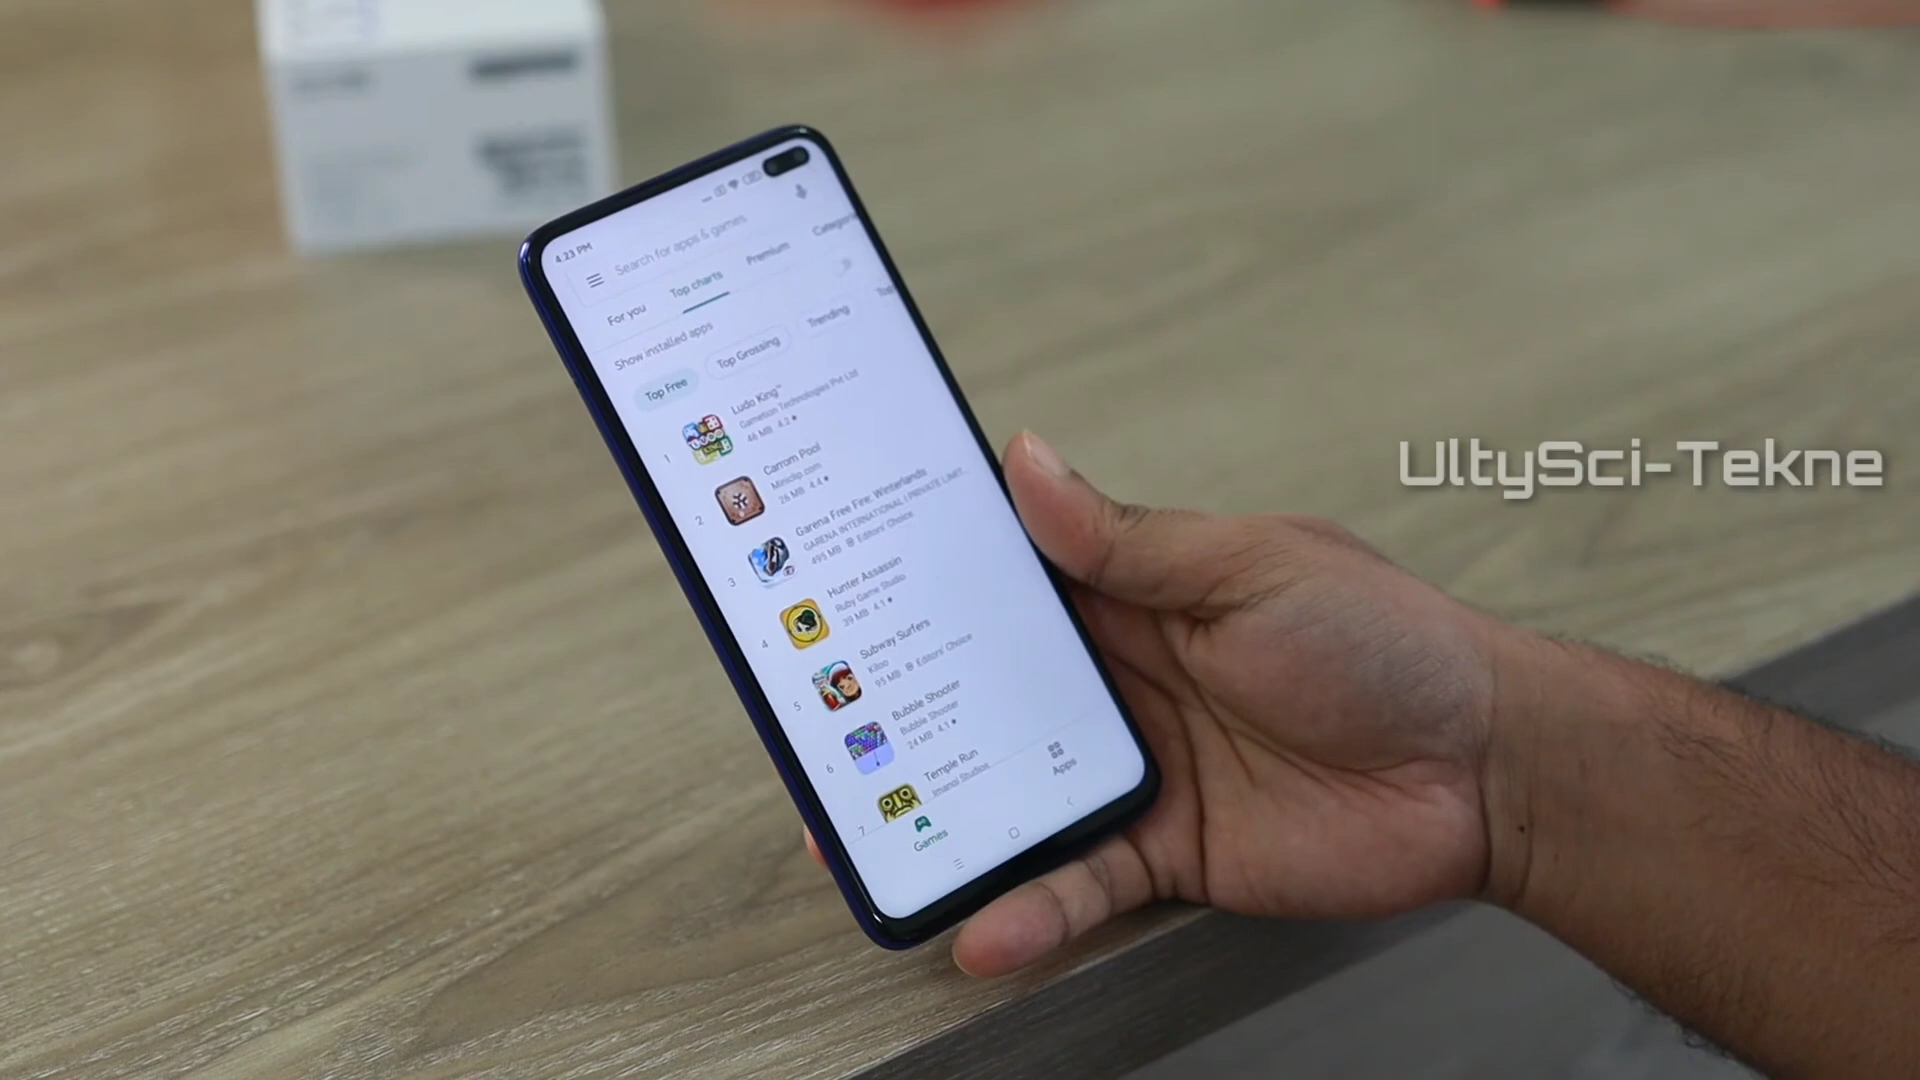 4:23 PM
Search for apps & games
For you
Top charts
Premium
Categori
Show installed apps
Top Free
Top Grossing
Trending
Top
1
Ludo King™
Gametion Technologies Pvt Ltd
46 MB 4.2
2
Carrom Pool
Miniclip.com
26 MB 4.4
3
Garena Free Fire: Winterlands
GARENA INTERNATIONAL I PRIVATE LIMIT...
495 MB Editors' Choice
4
Hunter Assassin
Ruby Game Studio
39 MB 4.1
5
Subway Surfers
Kiloo
95 MB Editors' Choice
6
Bubble Shooter
Bubble Shooter
24 MB 4.1
7
Temple Run
Imangi Studios
Games
Apps
UltySci-Tekne